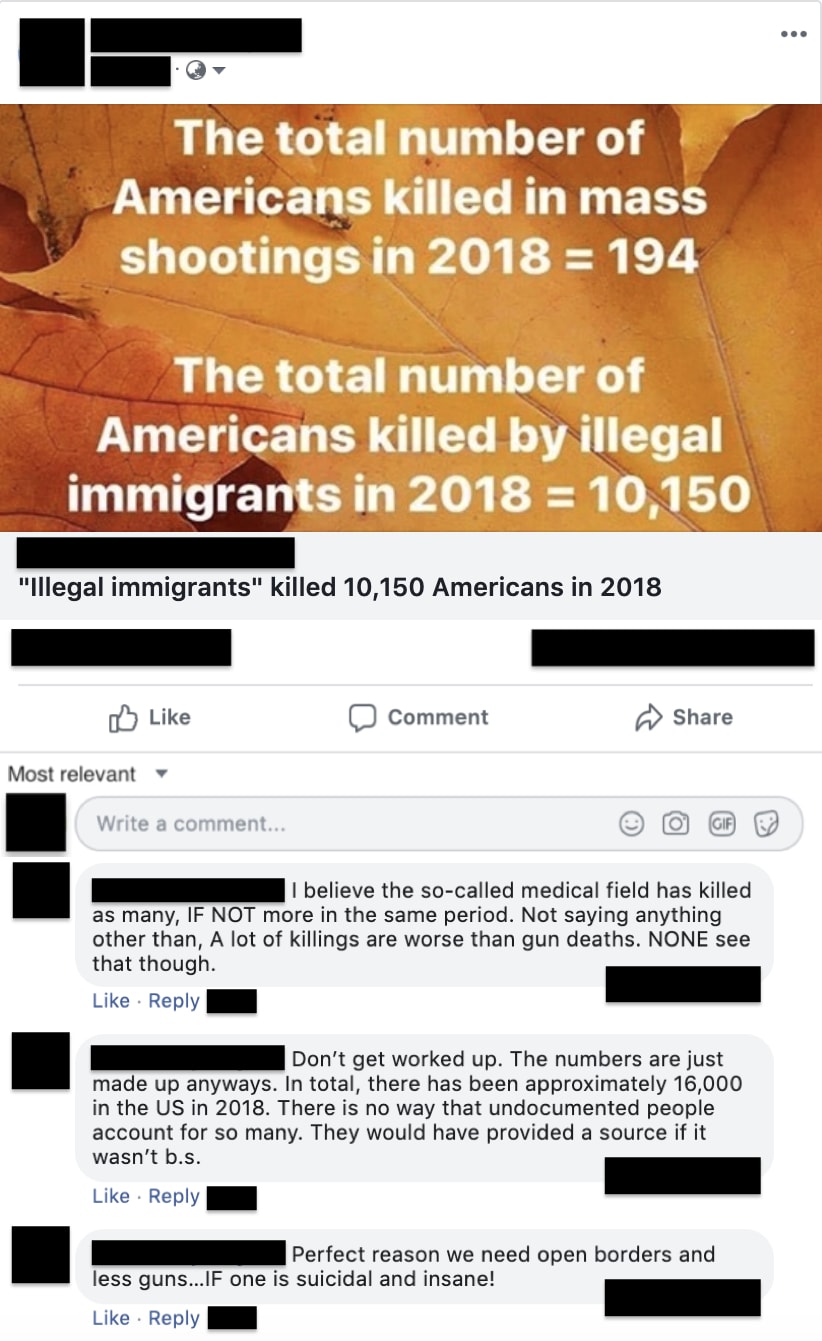 The total number of
Americans killed in mass
shootings in 2018 = 194
The total number of
Americans killed by illegal
immigrants in 2018 = 10,150
"Illegal immigrants" killed 10,150 Americans in 2018
Like
Comment
Share
Most relevant
Write a comment...
GIF
I believe the so-called medical field has killed
as many, IF NOT more in the same period. Not saying anything
other than, A lot of killings are worse than gun deaths. NONE see
that though.
Like · Reply
Don't get worked up. The numbers are just
made up anyways. In total, there has been approximately 16,000
in the US in 2018. There is no way that undocumented people
account for so many. They would have provided a source if it
wasn't b.s.
Like · Reply
Perfect reason we need open borders and
less guns...IF one is suicidal and insane!
Like · Reply